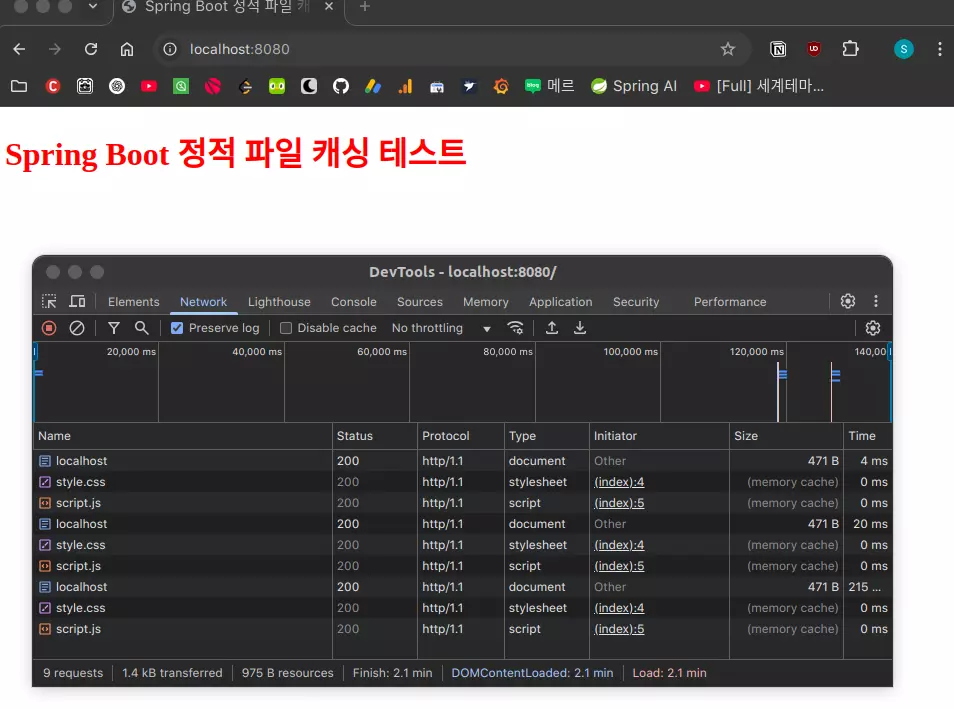 Spring Boot 정적 파일 캐
localhost:8080
메르 Spring AI [Full] 세계테마...
Spring Boot 정적 파일 캐싱 테스트
DevTools - localhost:8080/
Elements Network Lighthouse Console Sources Memory Application Security Performance
Preserve log Disable cache No throttling
20,000 ms 40,000 ms 60,000 ms 80,000 ms 100,000 ms 120,000 ms 140,00
Name Status Protocol Type Initiator Size Time
localhost 200 http/1.1 document Other 471 B 4 ms
style.css 200 http/1.1 stylesheet (index):4 (memory cache) 0 ms
script.js 200 http/1.1 script (index):5 (memory cache) 0 ms
localhost 200 http/1.1 document Other 471 B 20 ms
style.css 200 http/1.1 stylesheet (index):4 (memory cache) 0 ms
script.js 200 http/1.1 script (index):5 (memory cache) 0 ms
localhost 200 http/1.1 document Other 471 B 215 ...
style.css 200 http/1.1 stylesheet (index):4 (memory cache) 0 ms
script.js 200 http/1.1 script (index):5 (memory cache) 0 ms
9 requests 1.4 kB transferred 975 B resources Finish: 2.1 min DOMContentLoaded: 2.1 min Load: 2.1 min